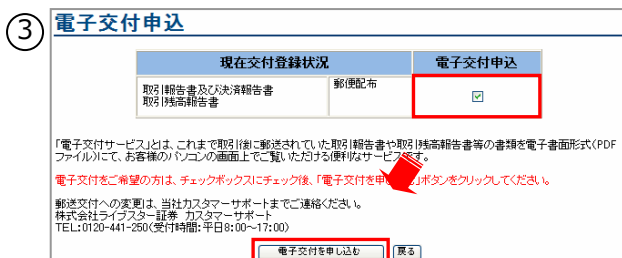 ③
電子交付申込
現在交付登録状況 電子交付申込
取引報告書及び決済報告書 郵便配布
取引残高報告書
「電子交付サービス」とは、これまで取引後に郵送されていた取引報告書や取引残高報告書等の書類を電子書面形式(PDF
ファイル)にて、お客様のパソコンの画面上でご覧いただける便利なサービスです。
電子交付をご希望の方は、チェックボックスにチェック後、「電子交付を申し込む」ボタンをクリックしてください。
郵送交付への変更は、当社カスタマーサポートまでご連絡ください。
株式会社ライブスター証券 カスタマーサポート
TEL:0120-441-250(受付時間:平日8:00~17:00)
電子交付を申し込む 戻る